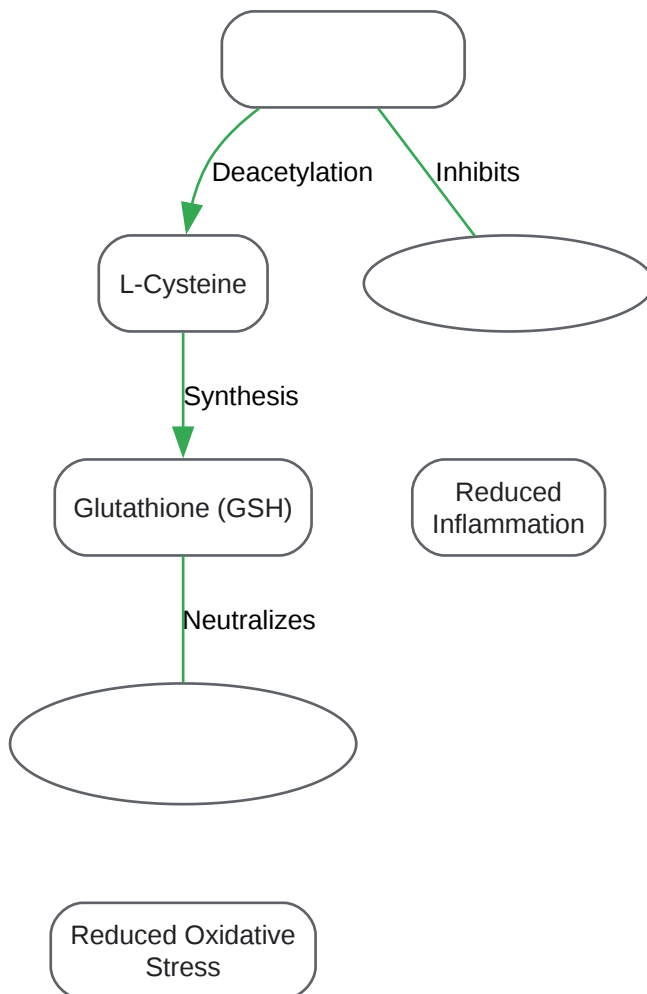 Deacetylation
Inhibits
L-Cysteine
Synthesis
Glutathione (GSH)
Reduced
Inflammation
Neutralizes
Reduced Oxidative
Stress